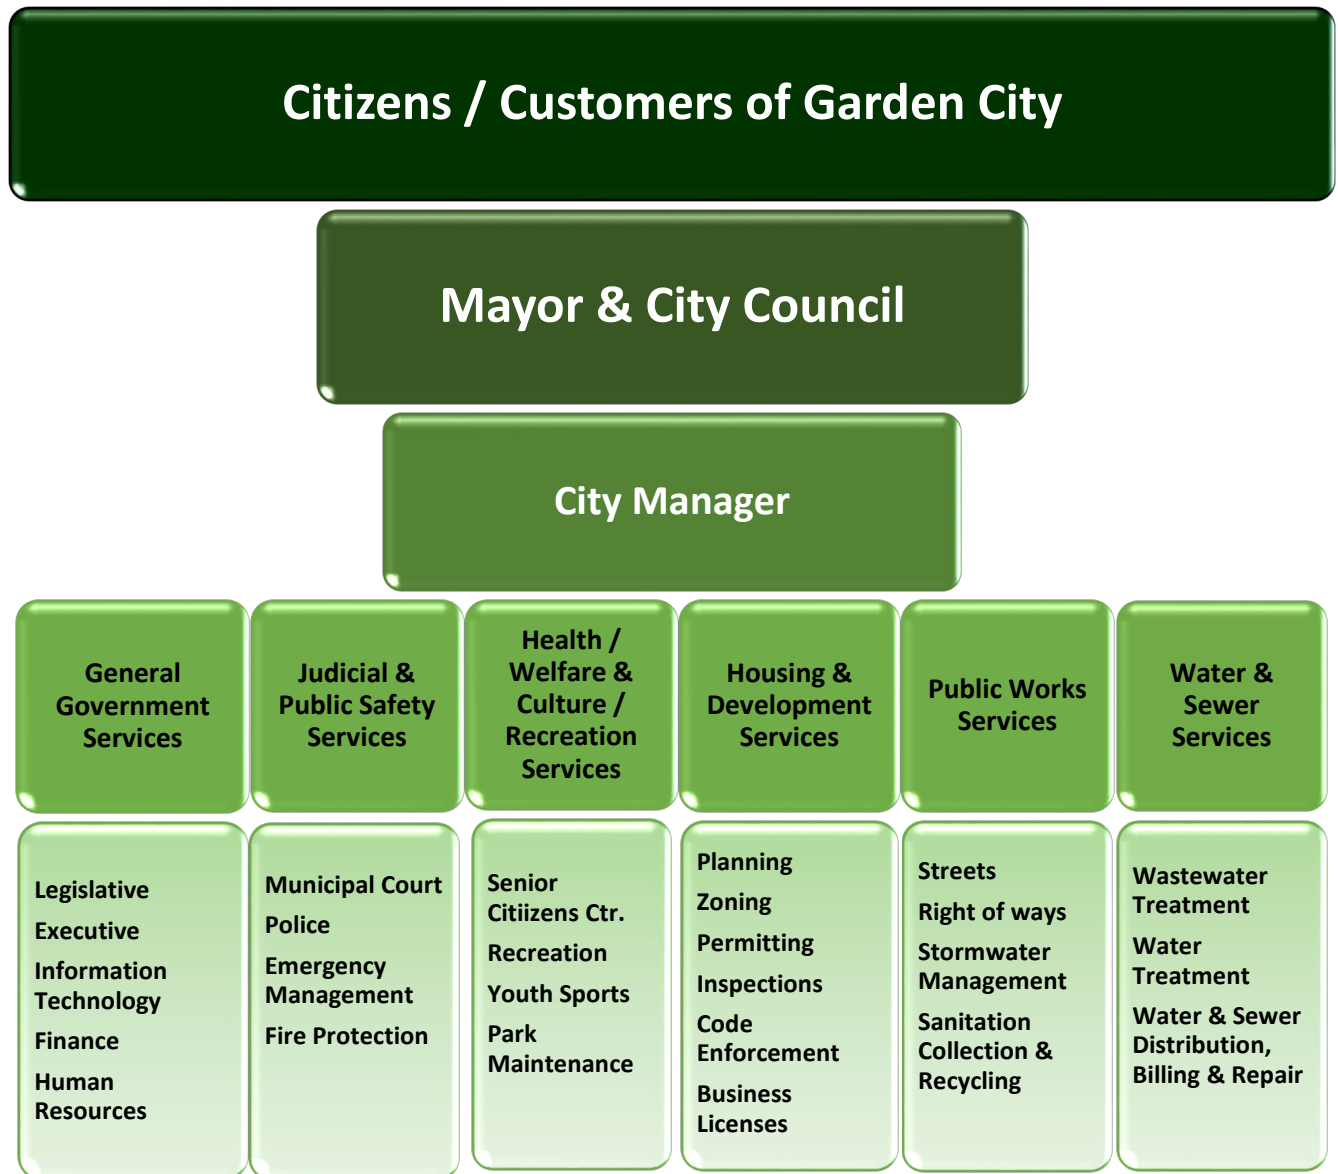 Citizens / Customers of Garden City
Mayor & City Council
City Manager
General
Government
Services
Judicial &
Public Safety
Services
Health /
Welfare &
Culture /
Recreation
Services
Housing &
Development
Services
Public Works
Services
Water &
Sewer
Services
Legislative
Executive
Information
Technology
Finance
Human
Resources
Municipal Court
Police
Emergency
Management
Fire Protection
Senior
Citiizens Ctr.
Recreation
Youth Sports
Park
Maintenance
Planning
Zoning
Permitting
Inspections
Code
Enforcement
Business
Licenses
Streets
Right of ways
Stormwater
Management
Sanitation
Collection &
Recycling
Wastewater
Treatment
Water
Treatment
Water & Sewer
Distribution,
Billing & Repair